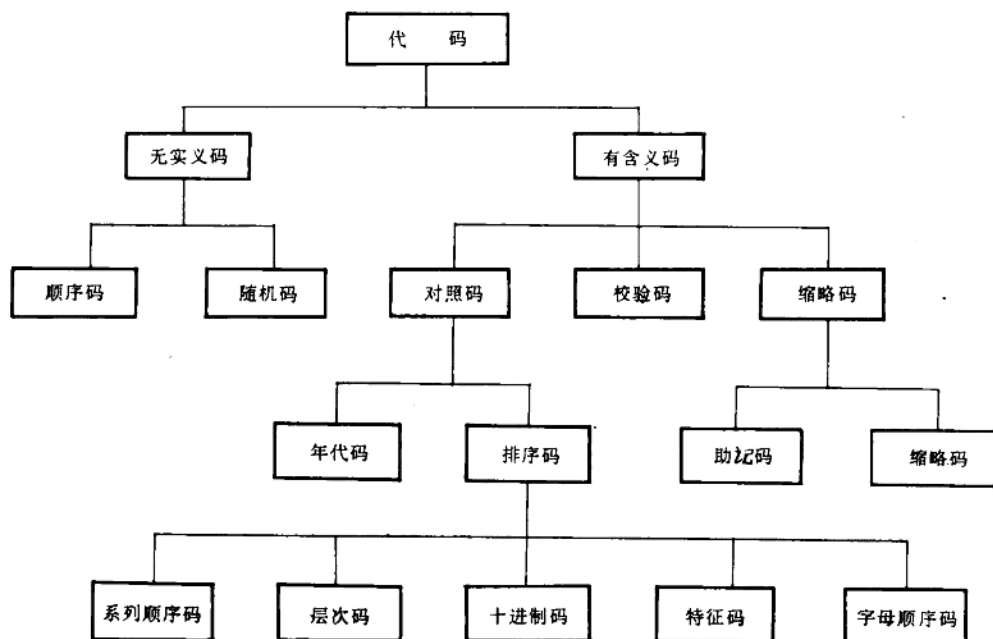 代 码
无实义码
有含义码
顺序码
随机码
对照码
校验码
缩略码
年代码
排序码
助记码
缩略码
系列顺序码
层次码
十进制码
特征码
字母顺序码